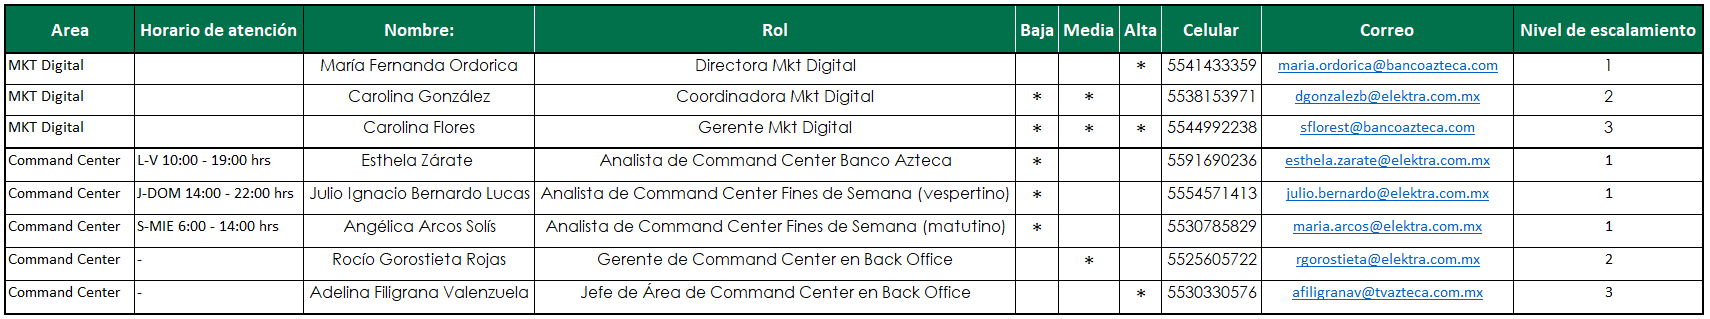 Area Horario de atención Nombre: Rol Baja Media Alta Celular Correo Nivel de escalamiento
MKT Digital María Fernanda Ordorica Directora Mkt Digital * 5541433359 maria.ordorica@bancoazteca.com 1
MKT Digital Carolina González Coordinadora Mkt Digital * * 5538153971 dgonzalezb@elektra.com.mx 2
MKT Digital Carolina Flores Gerente Mkt Digital * * * 5544992238 sflorest@bancoazteca.com 3
Command Center L-V 10:00 - 19:00 hrs Esthela Zárate Analista de Command Center Banco Azteca * 5591690236 esthela.zarate@elektra.com.mx 1
Command Center J-DOM 14:00 - 22:00 hrs Julio Ignacio Bernardo Lucas Analista de Command Center Fines de Semana (vespertino) * 5554571413 julio.bernardo@elektra.com.mx 1
Command Center S-MIE 6:00 - 14:00 hrs Angélica Arcos Solís Analista de Command Center Fines de Semana (matutino) * 5530785829 maria.arcos@elektra.com.mx 1
Command Center - Rocío Gorostieta Rojas Gerente de Command Center en Back Office * 5525605722 rgorostieta@elektra.com.mx 2
Command Center - Adelina Filigrana Valenzuela Jefe de Área de Command Center en Back Office * 5530330576 afiligranav@tvazteca.com.mx 3